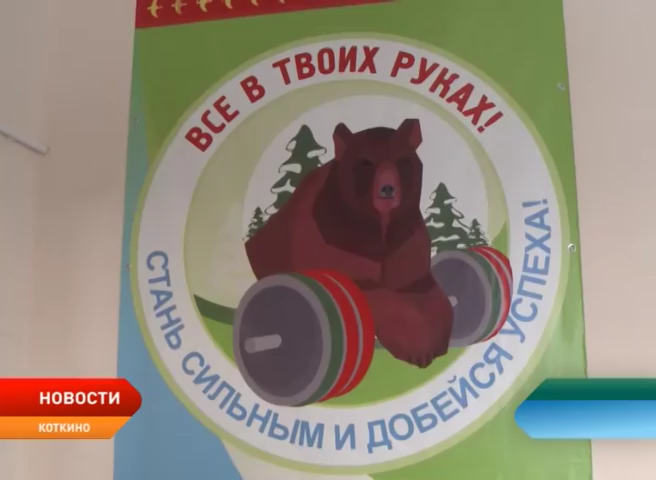 ВСЕ В ТВОИХ РУКАХ!
СТАНЬ СИЛЬНЫМ И ДОБЕЙСЯ УСПЕХА!
НОВОСТИ
КОТКИНО